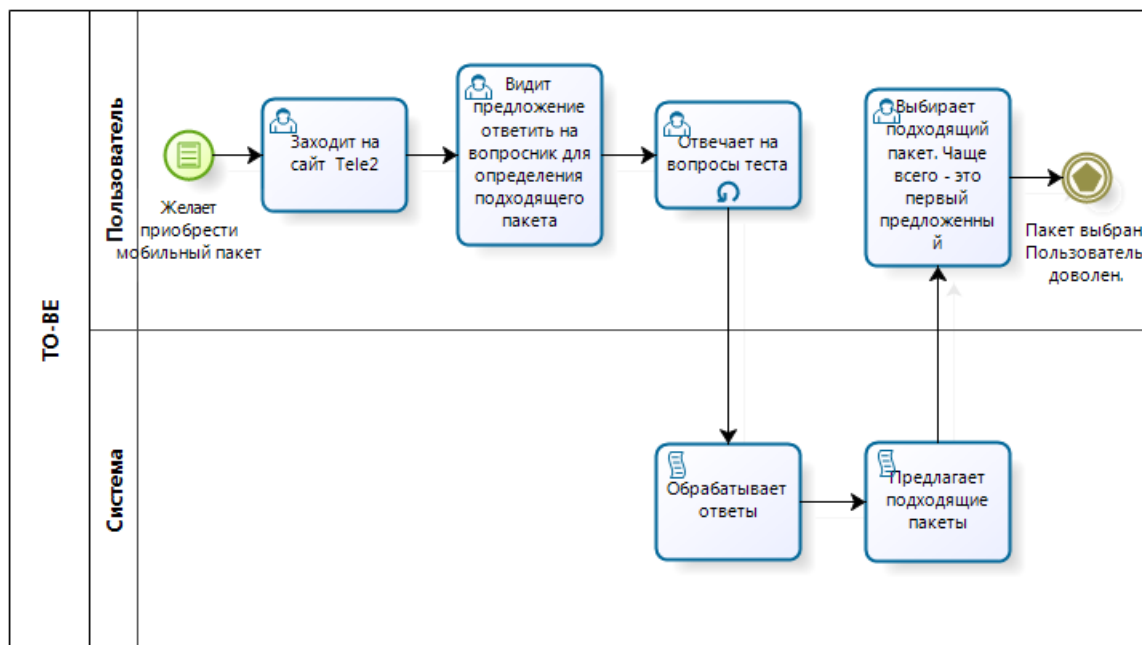 TO-BE
Пользователь
Желает
приобрести
мобильный пакет
Заходит на
сайт Tele2
Видит
предложение
ответить на
вопросник для
определения
подходящего
пакета
Отвечает на
вопросы теста
Выбирает
подходящий
пакет. Чаще
всего - это
первый
предложенны
й
Пакет выбран
Пользователь
доволен.
Система
Обрабатывает
ответы
Предлагает
подходящие
пакеты